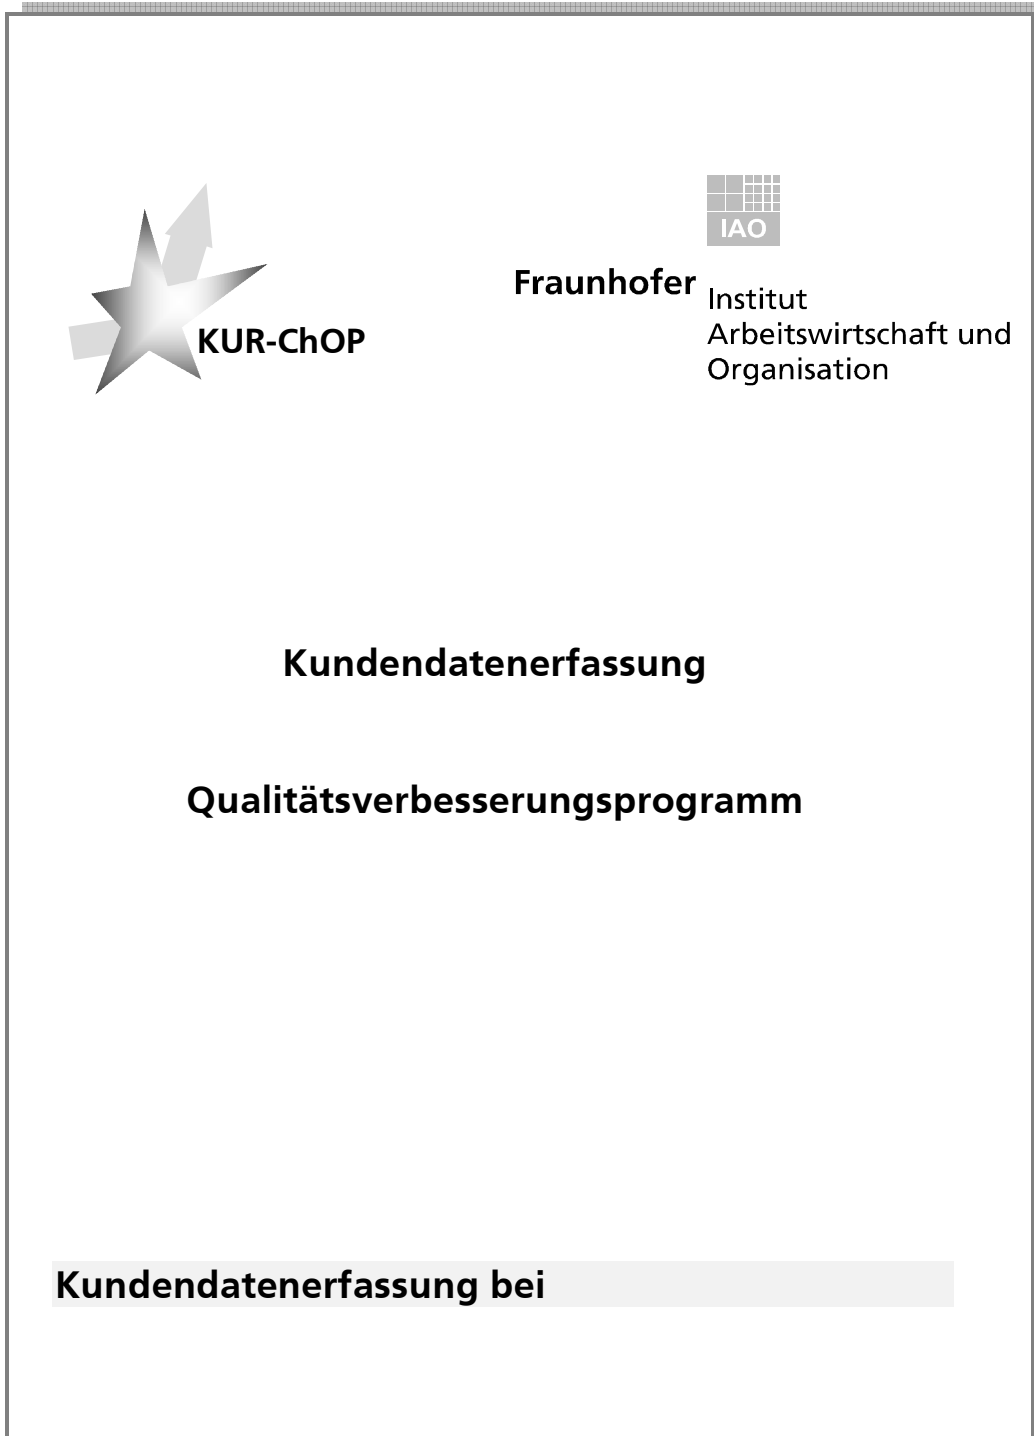 IAO
Fraunhofer
Institut
Arbeitswirtschaft und
Organisation
KUR-ChOP
Kundendatenerfassung
Qualitätsverbesserungsprogramm
Kundendatenerfassung bei